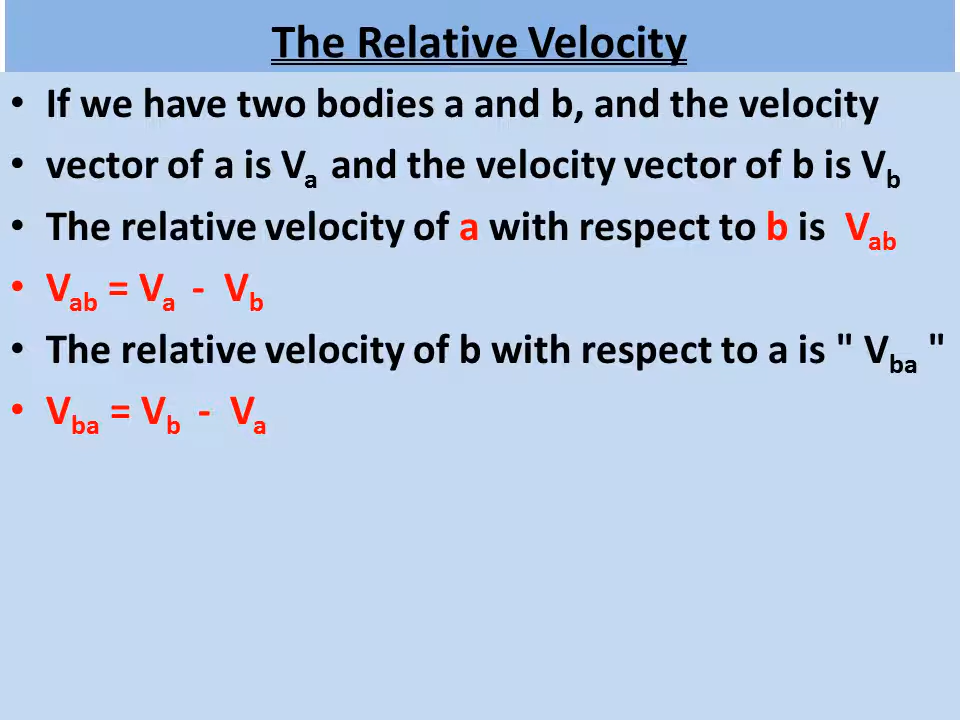 The Relative Velocity
• If we have two bodies a and b, and the velocity
• vector of a is Va and the velocity vector of b is Vb
• The relative velocity of a with respect to b is Vab
• Vab = Va - Vb
• The relative velocity of b with respect to a is " Vba "
• Vba = Vb - Va